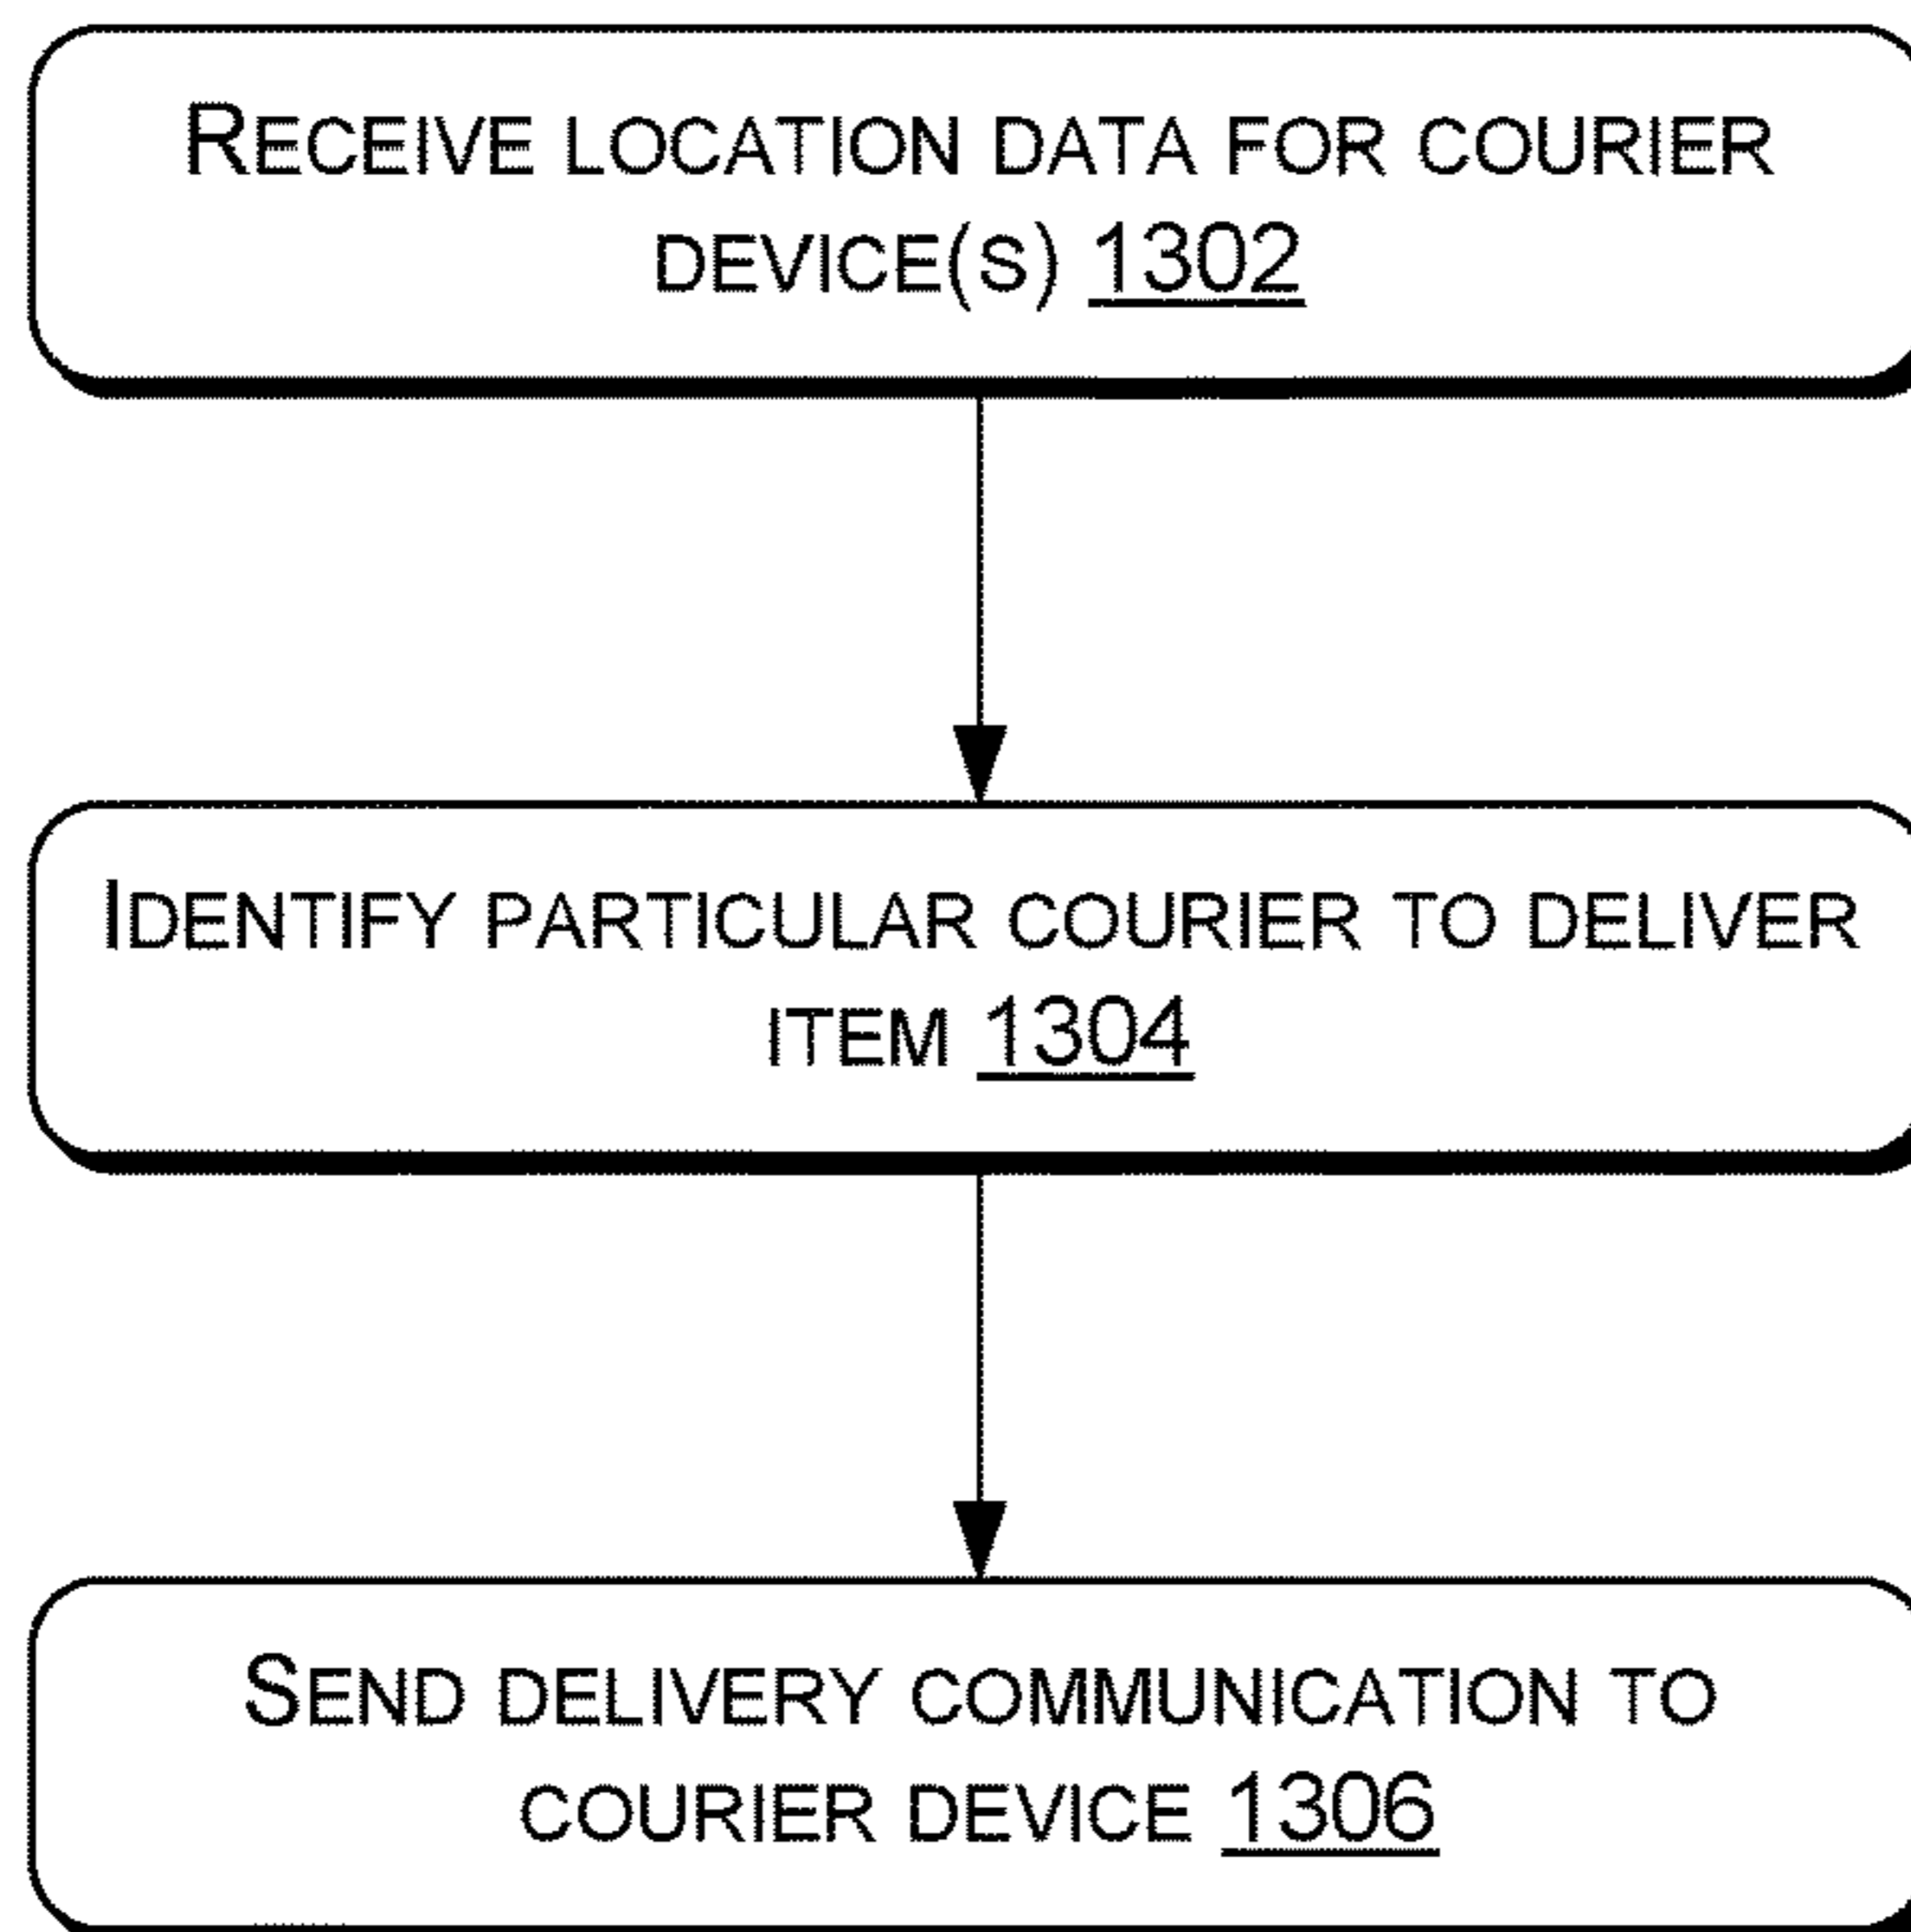 RECEIVE LOCATION DATA FOR COURIER
DEVICE(S) 1302
IDENTIFY PARTICULAR COURIER TO DELIVER
ITEM 1304
SEND DELIVERY COMMUNICATION TO
COURIER DEVICE 1306